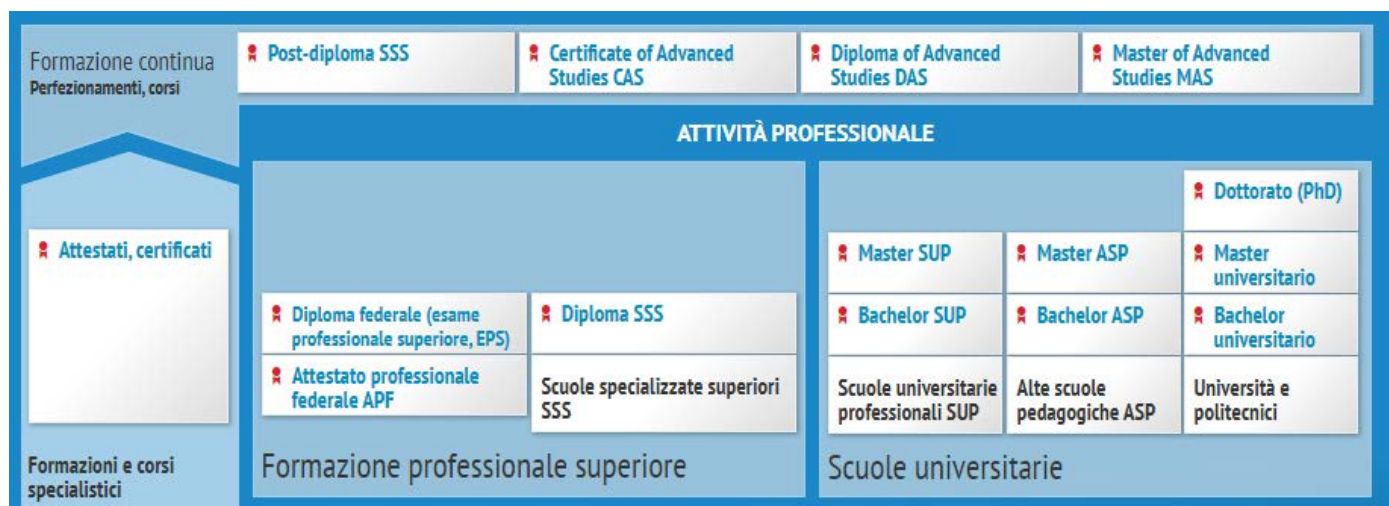 Formazione continua
Perfezionamenti, corsi
Post-diploma SSS
Certificate of Advanced
Studies CAS
Diploma of Advanced
Studies DAS
Master of Advanced
Studies MAS
ATTIVITÀ PROFESSIONALE
Attestati, certificati
Formazioni e corsi
specialistici
Diploma federale (esame
professionale superiore, EPS)
Attestato professionale
federale APF
Diploma SSS
Scuole specializzate superiori
SSS
Formazione professionale superiore
Master SUP
Bachelor SUP
Scuole universitarie
professionali SUP
Master ASP
Bachelor ASP
Alte scuole
pedagogiche ASP
Dottorato (PhD)
Master
universitario
Bachelor
universitario
Università e
politecnici
Scuole universitarie